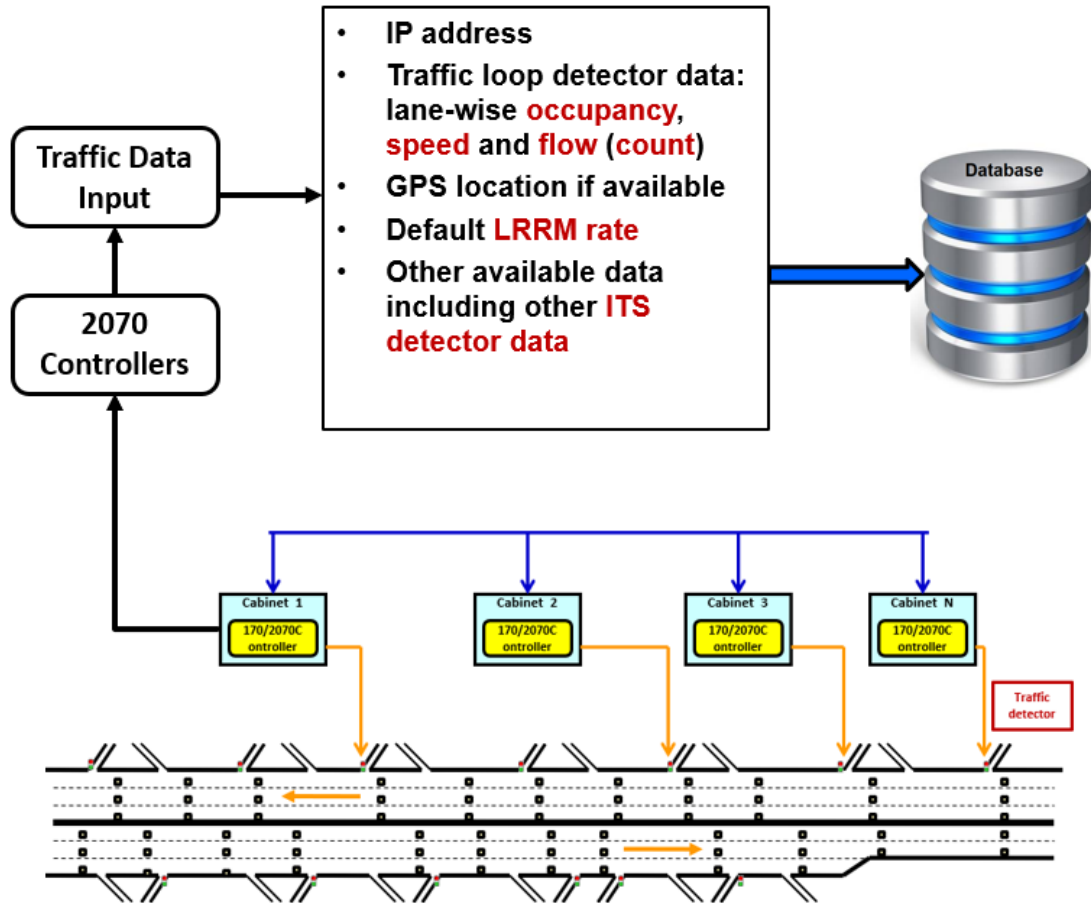 • IP address
• Traffic loop detector data:
lane-wise occupancy,
speed and flow (count)
• GPS location if available
• Default LRRM rate
• Other available data
including other ITS
detector data
Traffic Data
Input
2070
Controllers
Database
Cabinet 1
170/2070C
ontroller
Cabinet 2
170/2070C
ontroller
Cabinet 3
170/2070C
ontroller
Cabinet N
170/2070C
ontroller
Traffic
detector